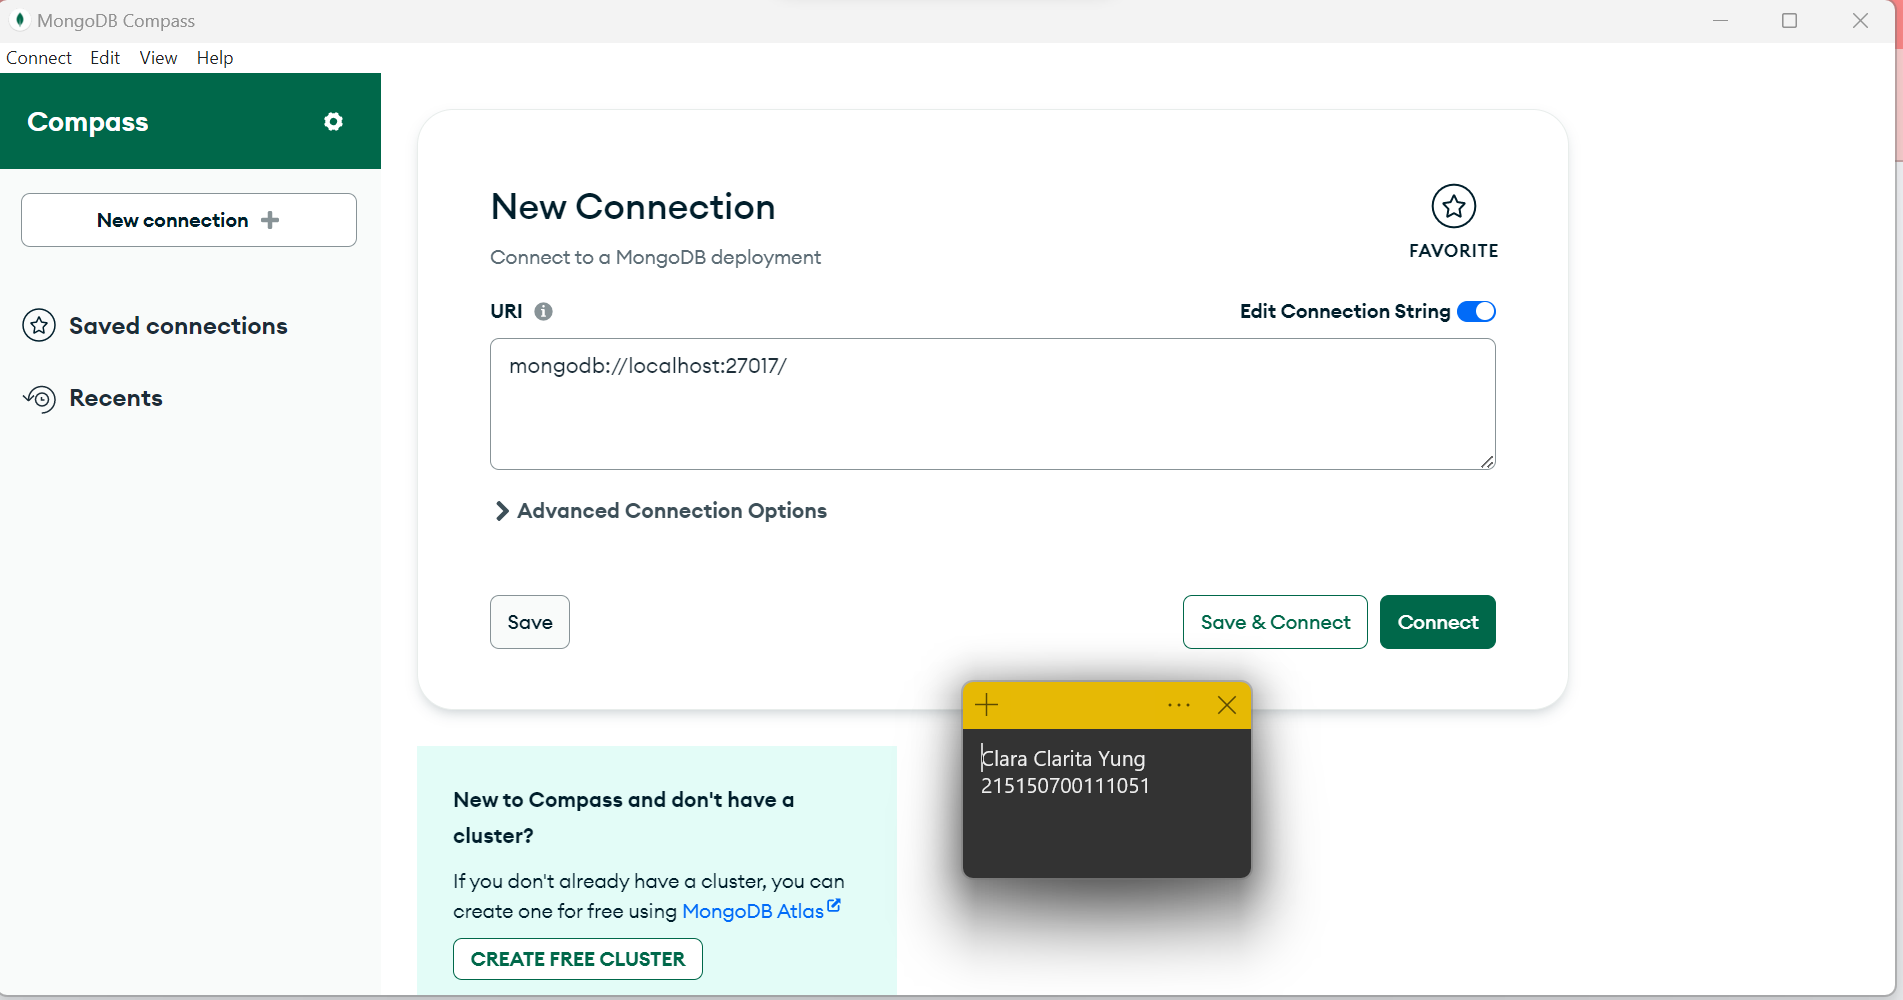 MongoDB Compass
Connect Edit View Help
Compass
New connection
Saved connections
Recents
New Connection
Connect to a MongoDB deployment
FAVORITE
URI
Edit Connection String
mongodb://localhost:27017/
Advanced Connection Options
Save
Save & Connect
Connect
Clara Clarita Yung
215150700111051
New to Compass and don't have a
cluster?
If you don't already have a cluster, you can
create one for free using MongoDB Atlas
CREATE FREE CLUSTER